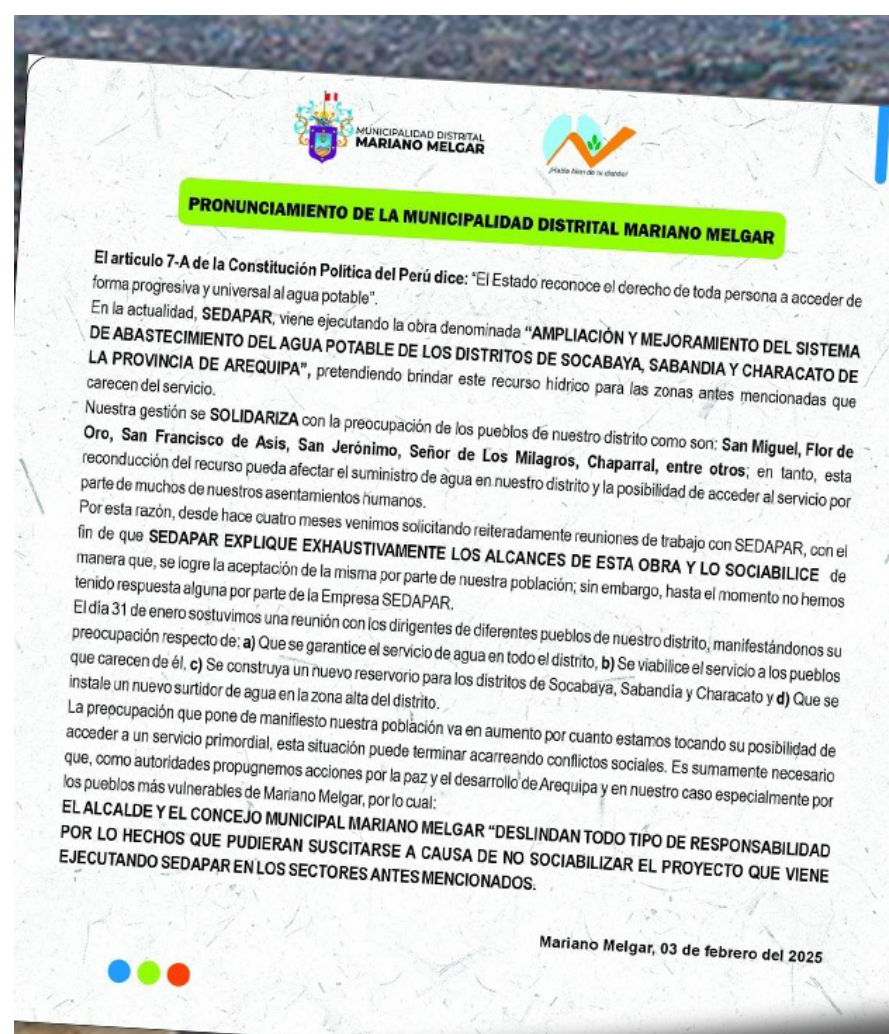 MUNICIPALIDAD DISTRITAL
MARIANO MELGAR
¡Habla bien de tu distrito!
PRONUNCIAMIENTO DE LA MUNICIPALIDAD DISTRITAL MARIANO MELGAR
El articulo 7-A de la Constitución Politica del Perú dice: “El Estado reconoce el derecho de toda persona a acceder de
forma progresiva y universal al agua potable”.
En la actualidad, SEDAPAR, viene ejecutando la obra denominada “AMPLIACIÓN Y MEJORAMIENTO DEL SISTEMA
DE ABASTECIMIENTO DEL AGUA POTABLE DE LOS DISTRITOS DE SOCABAYA, SABANDIA Y CHARACATO DE
LA PROVINCIA DE AREQUIPA”, pretendiendo brindar este recurso hídrico para las zonas antes mencionadas que
carecen del servicio.
Nuestra gestión se SOLIDARIZA con la preocupación de los pueblos de nuestro distrito como son: San Miguel, Flor de
Oro, San Francisco de Asis, San Jerónimo, Señor de Los Milagros, Chaparral, entre otros; en tanto, esta
reconducción del recurso pueda afectar el suministro de agua en nuestro distrito y la posibilidad de acceder al servicio por
parte de muchos de nuestros asentamientos humanos.
Por esta razón, desde hace cuatro meses venimos solicitando reiteradamente reuniones de trabajo con SEDAPAR, con el
fin de que SEDAPAR EXPLIQUE EXHAUSTIVAMENTE LOS ALCANCES DE ESTA OBRA Y LO SOCIABILICE de
manera que, se logre la aceptación de la misma por parte de nuestra población; sin embargo, hasta el momento no hemos
tenido respuesta alguna por parte de la Empresa SEDAPAR.
El día 31 de enero sostuvimos una reunión con los dirigentes de diferentes pueblos de nuestro distrito, manifestándonos su
preocupación respecto de; a) Que se garantice el servicio de agua en todo el distrito, b) Se viabilice el servicio a los pueblos
que carecen de él, c) Se construya un nuevo reservorio para los distritos de Socabaya, Sabandía y Characato y d) Que se
instale un nuevo surtidor de agua en la zona alta del distrito.
La preocupación que pone de manifiesto nuestra población va en aumento por cuanto estamos tocando su posibilidad de
acceder a un servicio primordial, esta situación puede terminar acarreando conflictos sociales. Es sumamente necesario
que, como autoridades propugnemos acciones por la paz y el desarrollo de Arequipa y en nuestro caso especialmente por
los pueblos más vulnerables de Mariano Melgar, por lo cual:
EL ALCALDE Y EL CONCEJO MUNICIPAL MARIANO MELGAR “DESLINDAN TODO TIPO DE RESPONSABILIDAD
POR LO HECHOS QUE PUDIERAN SUSCITARSE A CAUSA DE NO SOCIABILIZAR EL PROYECTO QUE VIENE
EJECUTANDO SEDAPAR EN LOS SECTORES ANTES MENCIONADOS.
Mariano Melgar, 03 de febrero del 2025